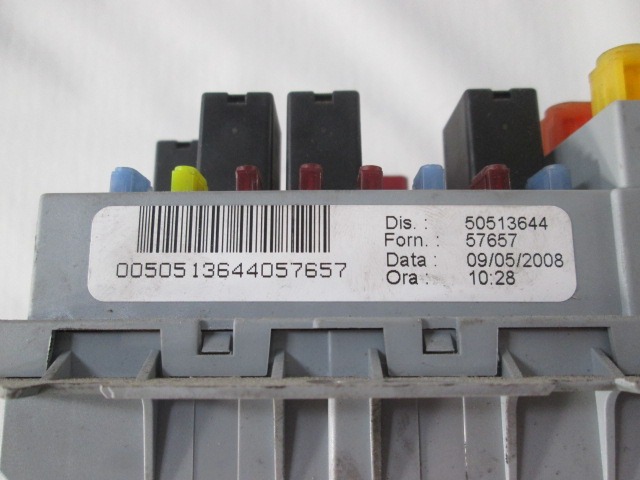 Dis. : 50513644
Forn. : 57657
Data : 09/05/2008
Ora : 10:28
0050513644057657